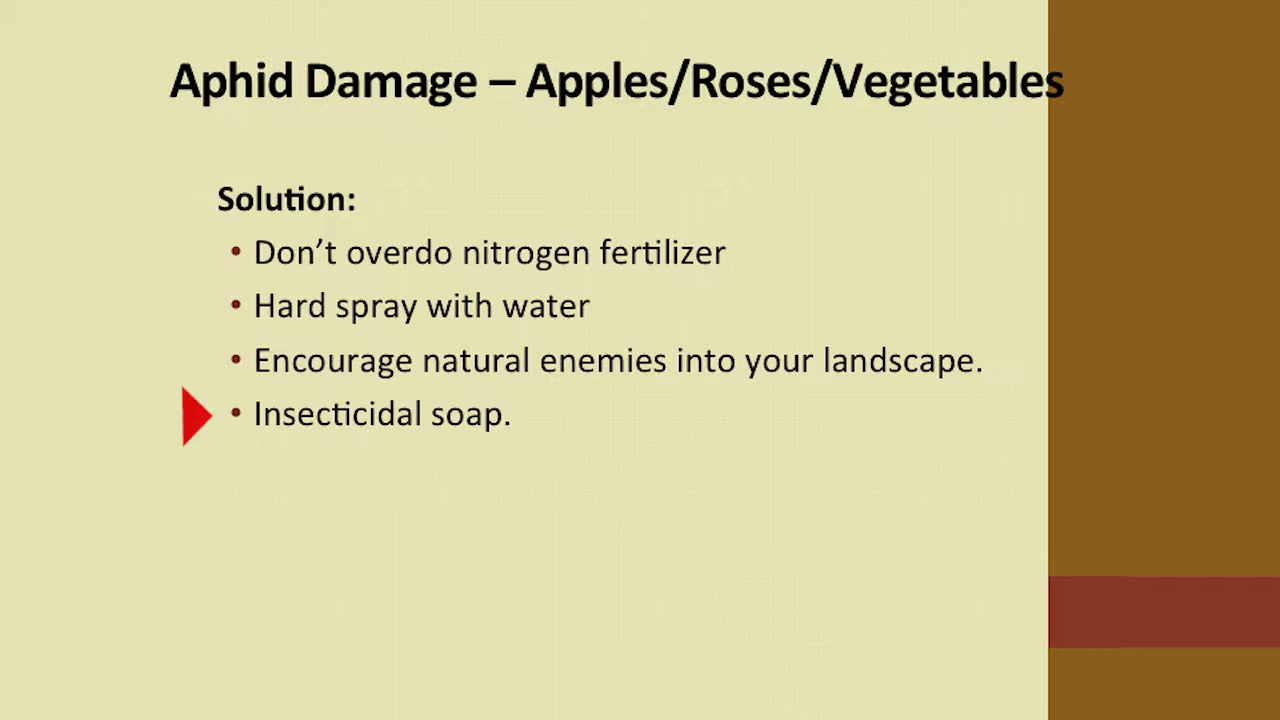 Aphid Damage – Apples/Roses/Vegetables
Solution:
• Don’t overdo nitrogen fertilizer
• Hard spray with water
• Encourage natural enemies into your landscape.
• Insecticidal soap.